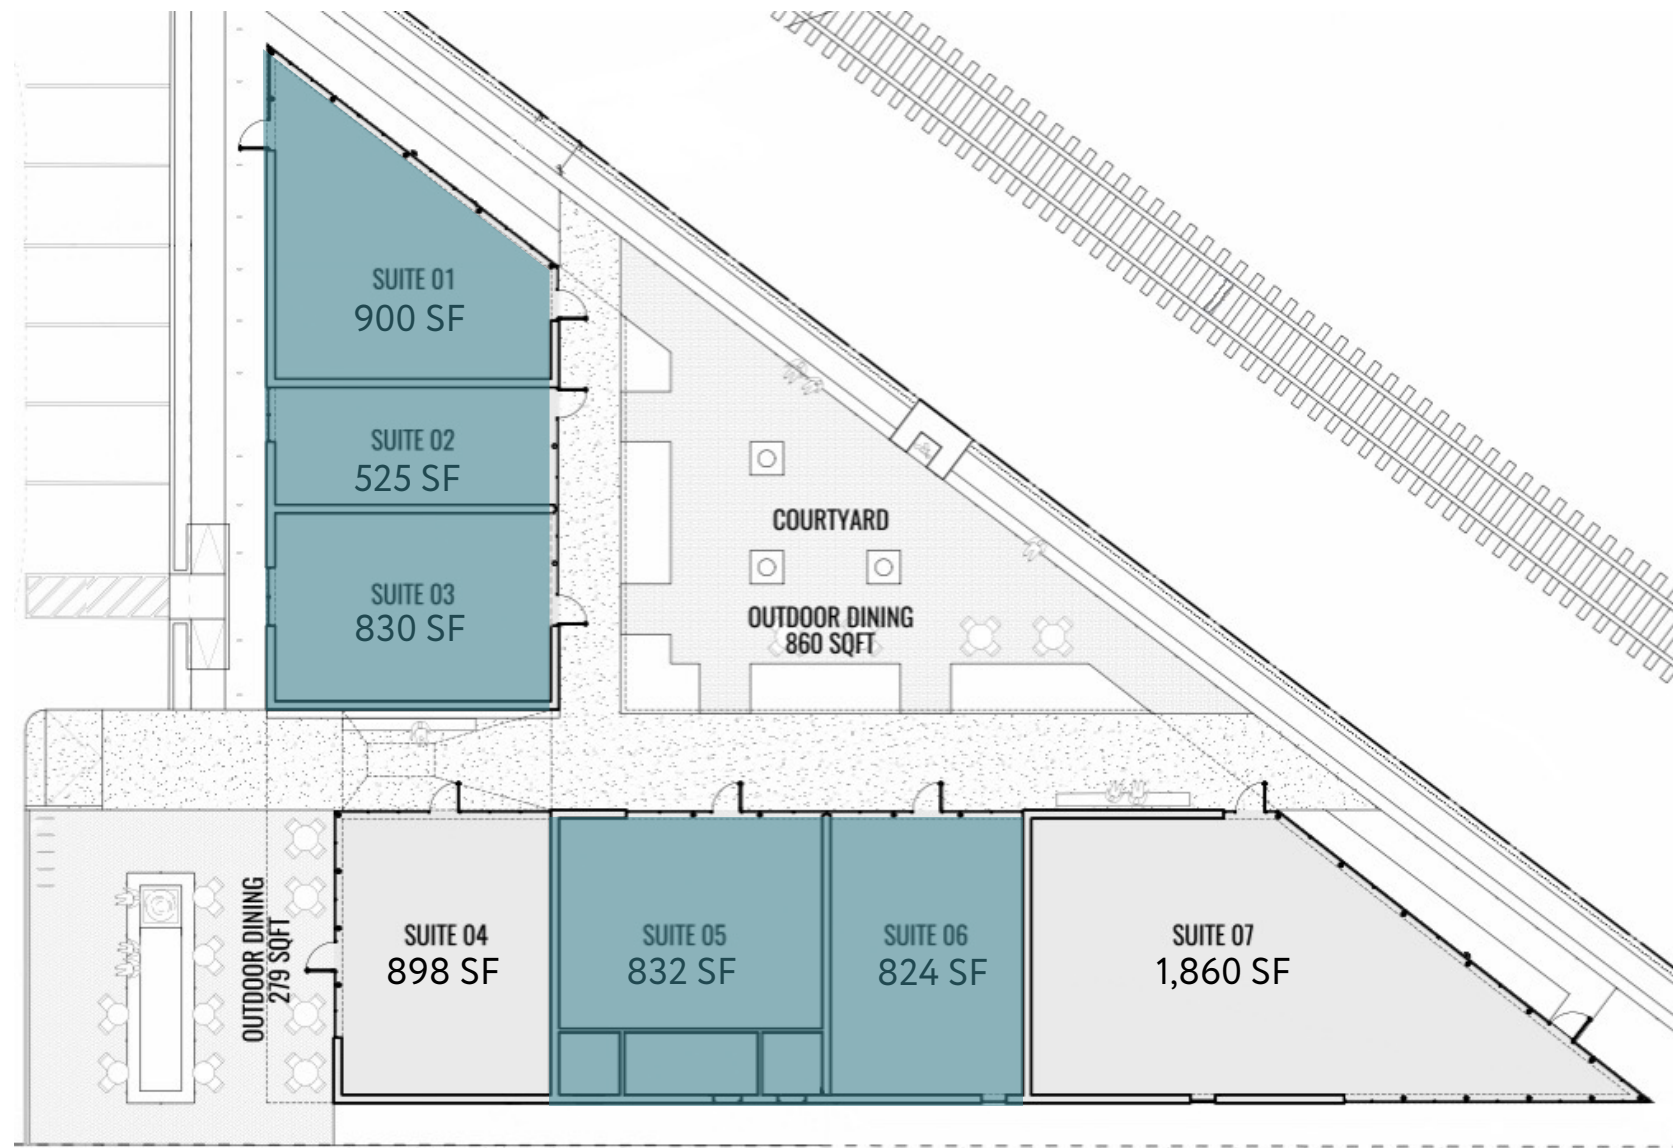 SUITE 01
900 SF
SUITE 02
525 SF
COURTYARD
SUITE 03
830 SF
OUTDOOR DINING
860 SQFT
OUTDOOR DINING
279 SQFT
SUITE 04
898 SF
SUITE 05
832 SF
SUITE 06
824 SF
SUITE 07
1,860 SF